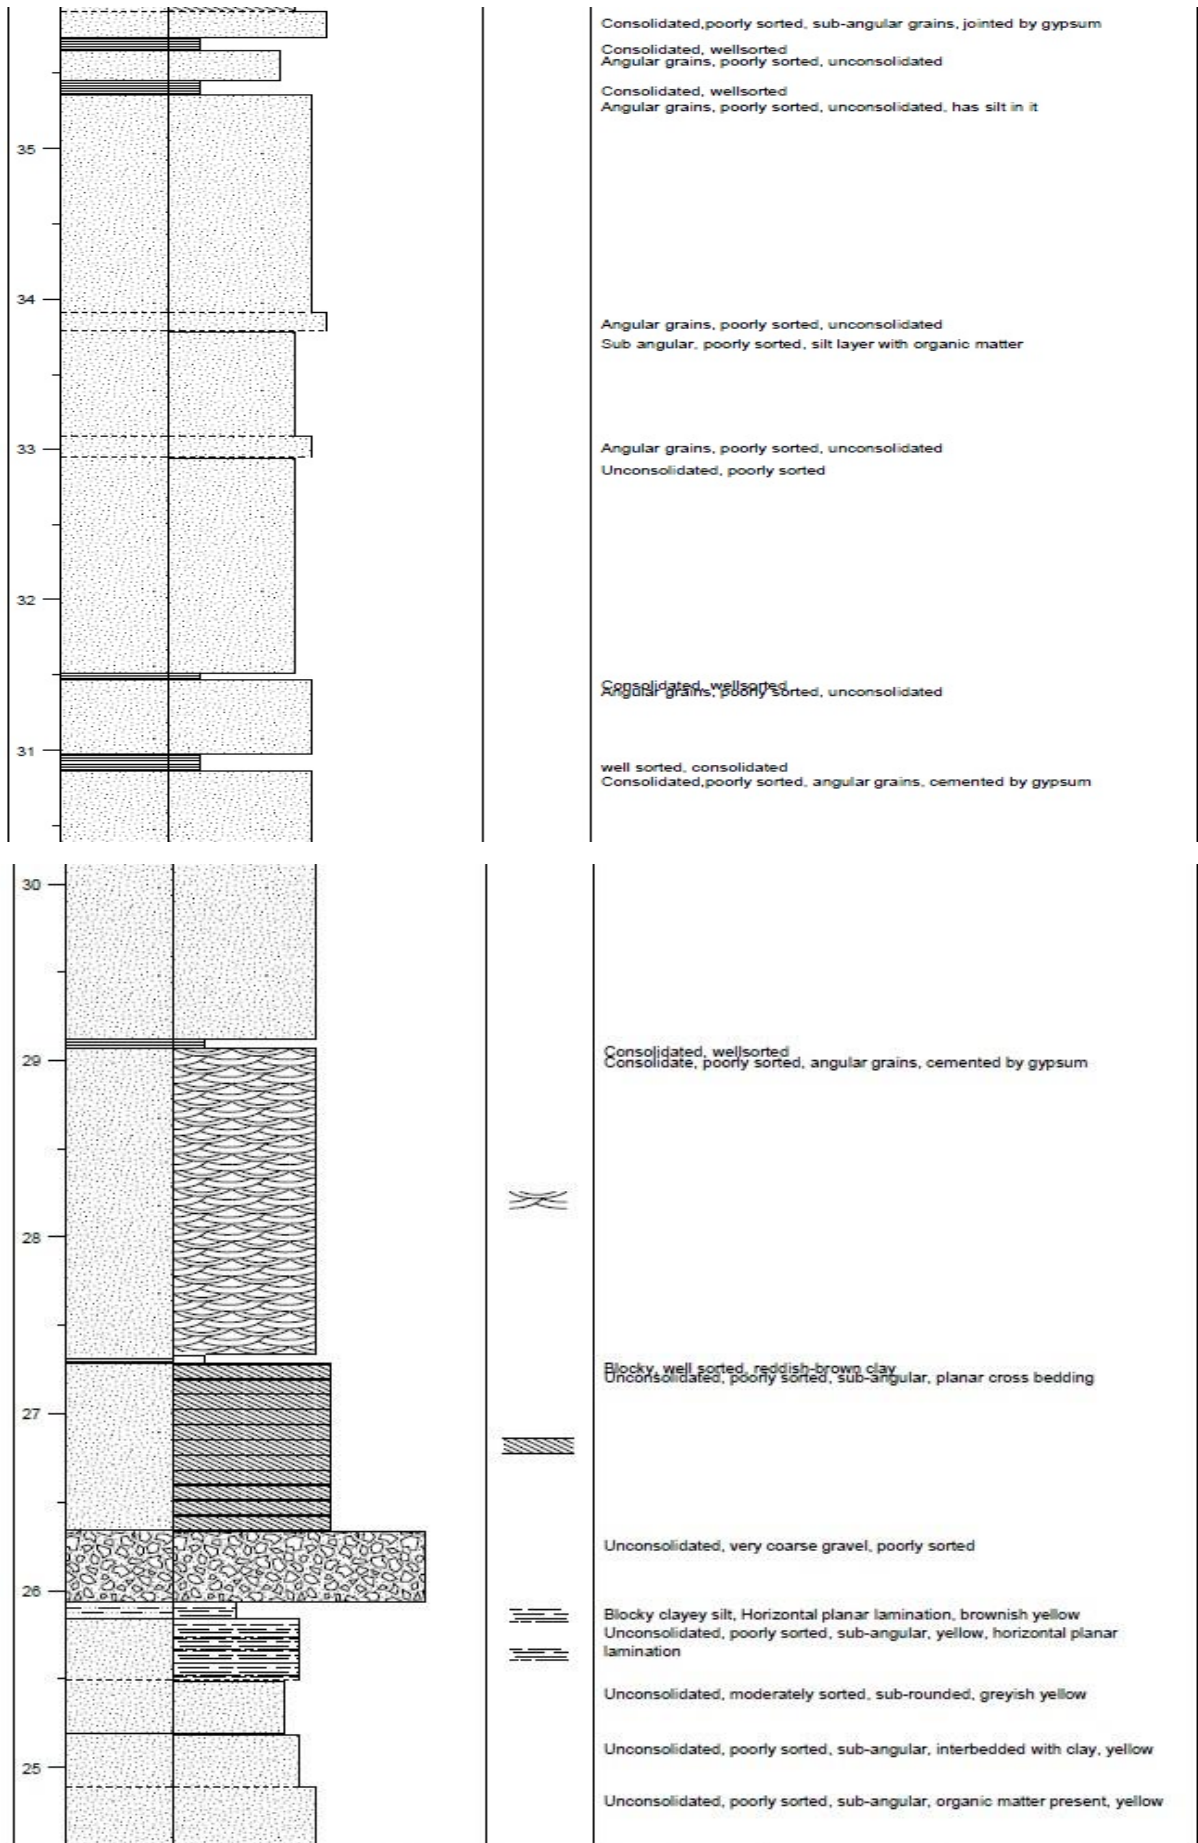 Consolidated,poorly sorted, sub-angular grains, jointed by gypsum
Consolidated, wellsorted
Angular grains, poorly sorted, unconsolidated
Consolidated, wellsorted
Angular grains, poorly sorted, unconsolidated, has silt in it
35
34
Angular grains, poorly sorted, unconsolidated
Sub angular, poorly sorted, silt layer with organic matter
33
Angular grains, poorly sorted, unconsolidated
Unconsolidated, poorly sorted
32
Consolidated, wellsorted
Angular grains, poorly sorted, unconsolidated
31
well sorted, consolidated
Consolidated,poorly sorted, angular grains, cemented by gypsum
30
29
Consolidated, wellsorted
Consolidate, poorly sorted, angular grains, cemented by gypsum
28
Blocky, well sorted, reddish-brown clay
Unconsolidated, poorly sorted, sub-angular, planar cross bedding
27
Unconsolidated, very coarse gravel, poorly sorted
26
Blocky clayey silt, Horizontal planar lamination, brownish yellow
Unconsolidated, poorly sorted, sub-angular, yellow, horizontal planar
lamination
Unconsolidated, moderately sorted, sub-rounded, greyish yellow
Unconsolidated, poorly sorted, sub-angular, interbedded with clay, yellow
25
Unconsolidated, poorly sorted, sub-angular, organic matter present, yellow